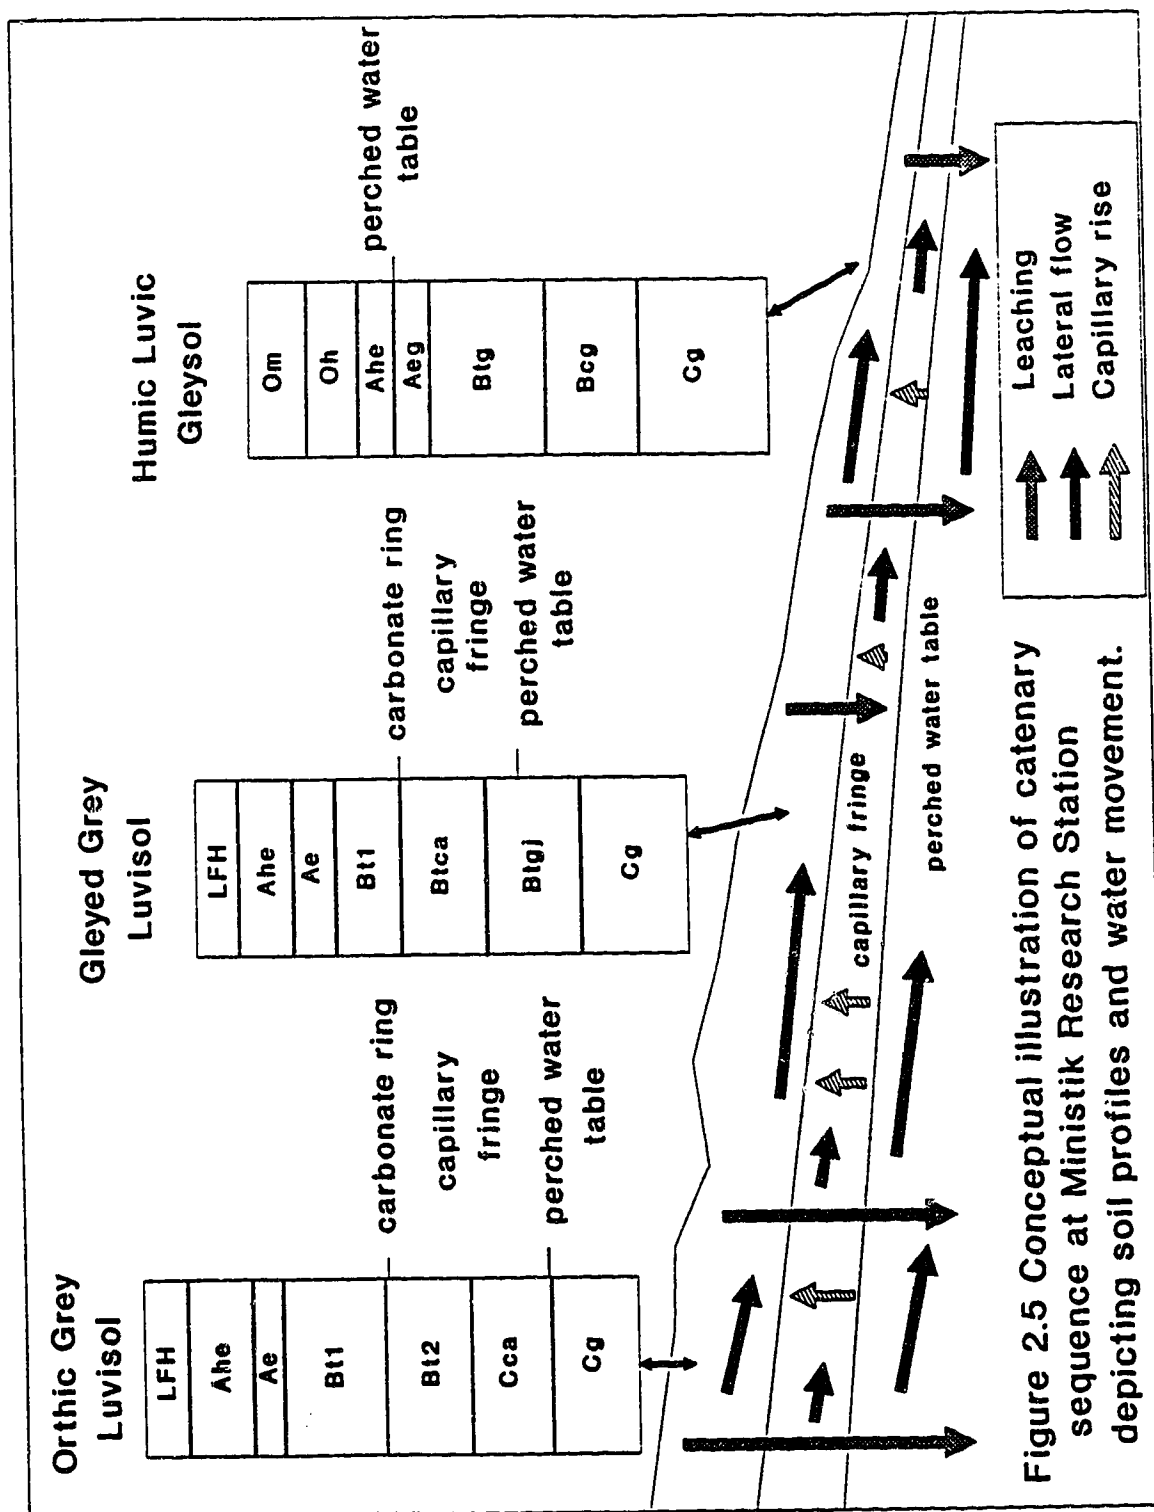 Orthic Grey
Luvisol
LFH
Ahe
Ae
Bt1
Bt2
Cca
Cg
carbonate ring
capillary
fringe
perched water
table
Gleyed Grey
Luvisol
LFH
Ahe
Ae
Bt1
Btca
Btgj
Cg
carbonate ring
capillary
fringe
perched water
table
Humic Luvic
Gleysol
Om
Oh
Ahe
Aeg
Btg
Bcg
Cg
perched water
table
capillary fringe
perched water table
Leaching
Lateral flow
Capillary rise
Figure 2.5 Conceptual illustration of catenary
sequence at Ministik Research Station
depicting soil profiles and water movement.